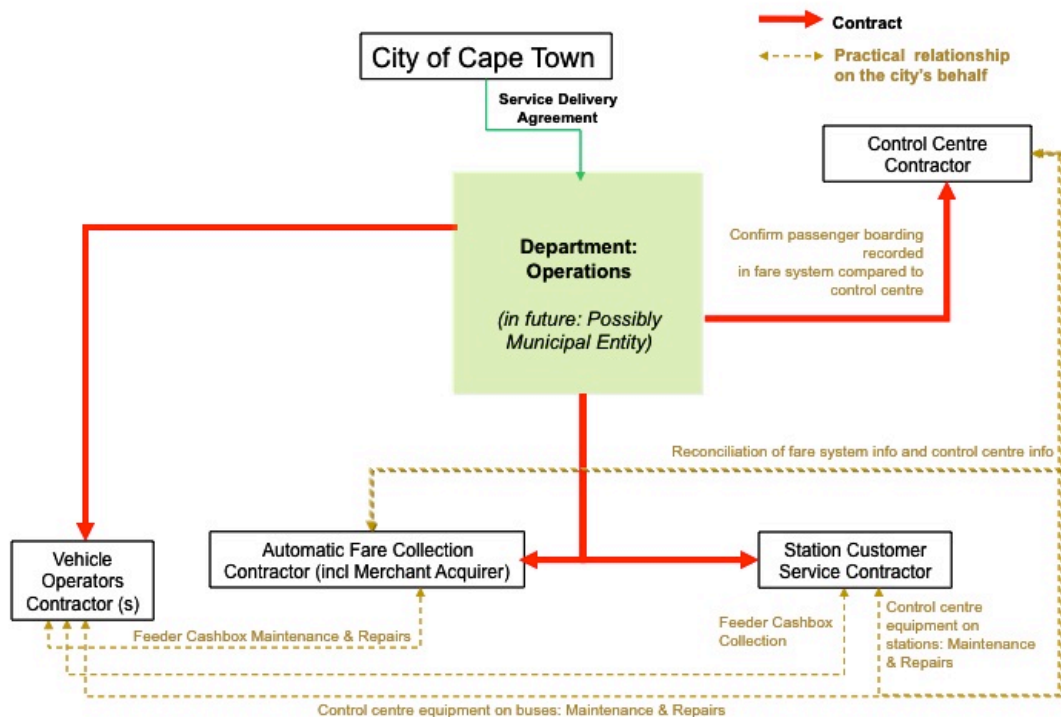 Contract
Practical relationship
on the city's behalf
City of Cape Town
Service Delivery
Agreement
Control Centre
Contractor
Department:
Operations
(in future: Possibly
Municipal Entity)
Confirm passenger boarding
recorded
in fare system compared to
control centre
Reconciliation of fare system info and control centre info
Vehicle
Operators
Contractor (s)
Automatic Fare Collection
Contractor (incl Merchant Acquirer)
Station Customer
Service Contractor
Feeder Cashbox Maintenance & Repairs
Feeder Cashbox
Collection
Control centre
equipment on
stations: Maintenance
& Repairs
Control centre equipment on buses: Maintenance & Repairs